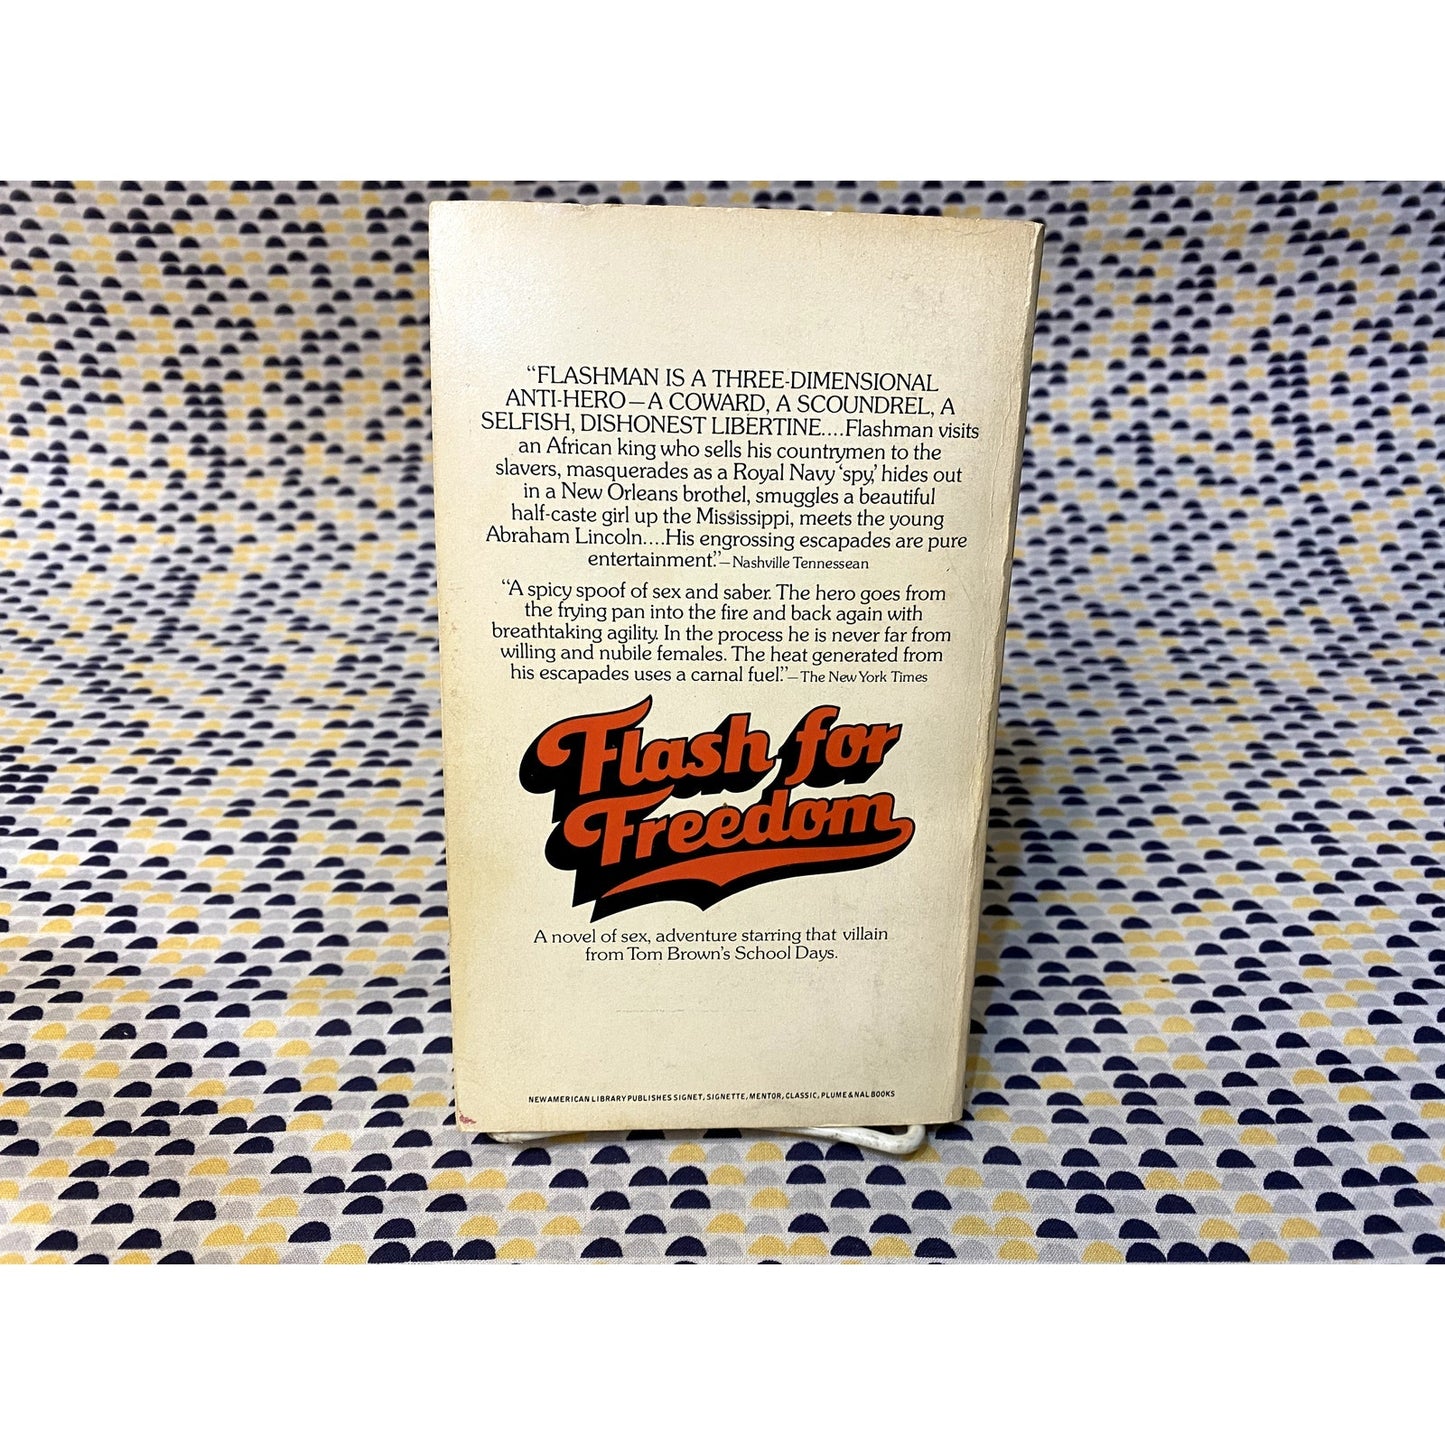 “FLASHMAN IS A THREE-DIMENSIONAL
ANTI-HERO—A COWARD, A SCOUNDREL, A
SELFISH, DISHONEST LIBERTINE....Flashman visits
an African king who sells his countrymen to the
slavers, masquerades as a Royal Navy ‘spy,’ hides out
in a New Orleans brothel, smuggles a beautiful
half-caste girl up the Mississippi, meets the young
Abraham Lincoln....His engrossing escapades are pure
entertainment.”—Nashville Tennessean
“A spicy spoof of sex and saber. The hero goes from
the frying pan into the fire and back again with
breathtaking agility. In the process he is never far from
willing and nubile females. The heat generated from
his escapades uses a carnal fuel.”—The New York Times
Flash for
Freedom
A novel of sex, adventure starring that villain
from Tom Brown’s School Days.
NEW AMERICAN LIBRARY PUBLISHES SIGNET, SIGNETTE, MENTOR, CLASSIC, PLUME & NAL BOOKS